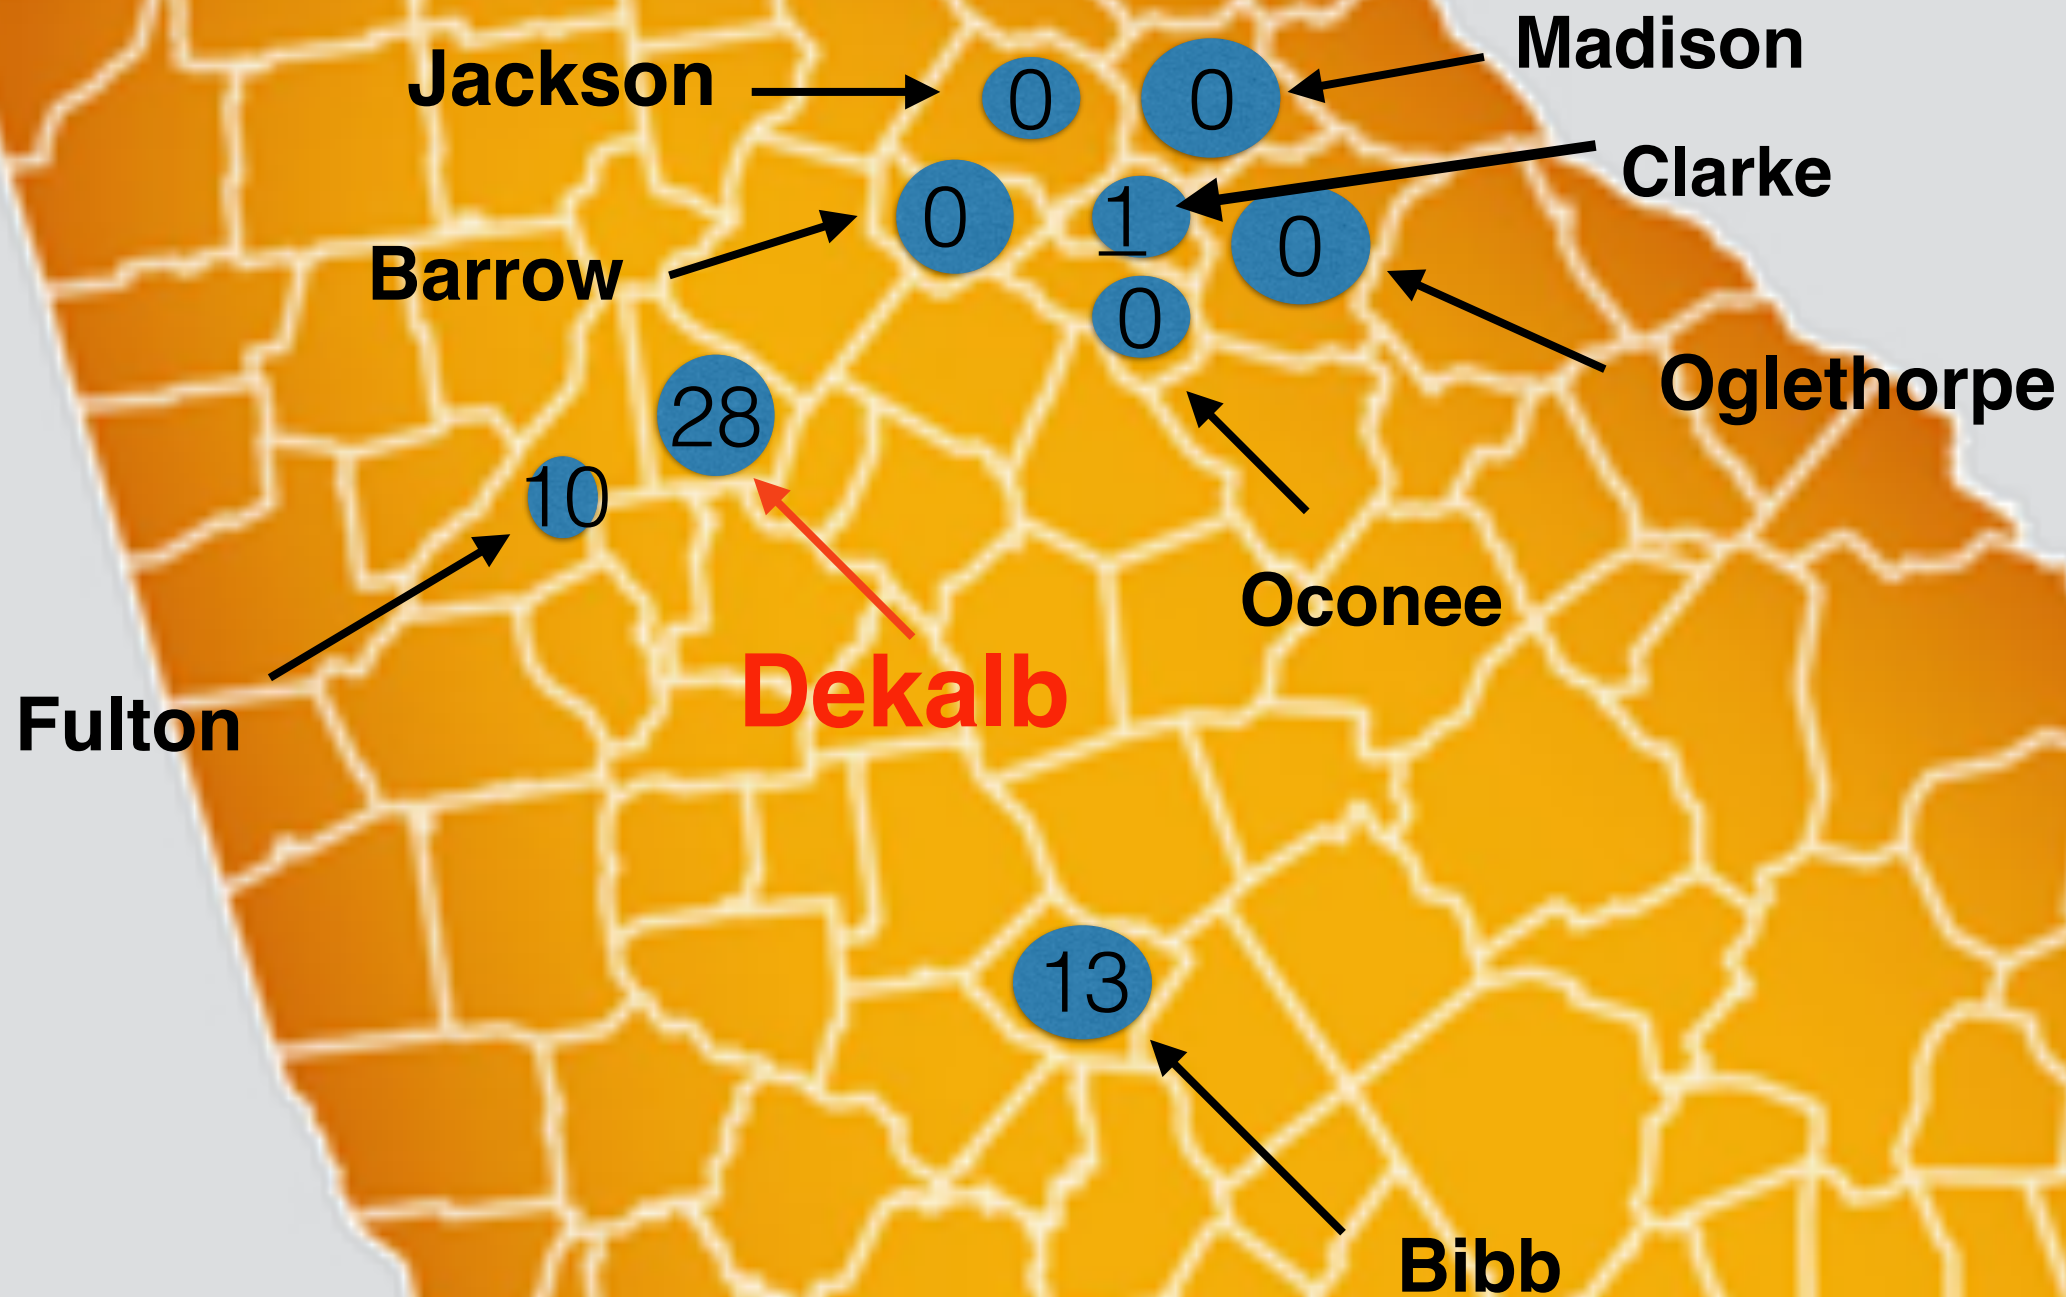 Madison
Jackson
0
0
Clarke
0
1
0
Barrow
0
Oglethorpe
28
10
Oconee
Dekalb
Fulton
13
Bibb